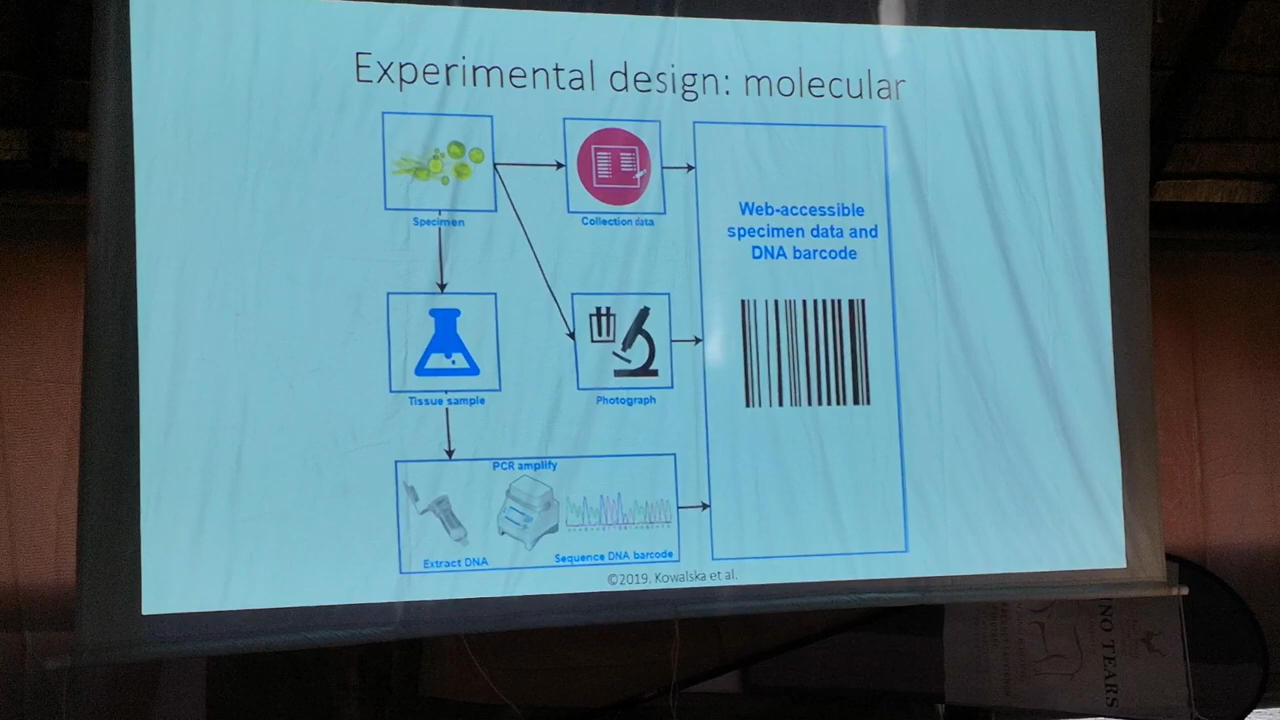 Experimental design: molecular
Specimen
Collection data
Web-accessible
specimen data and
DNA barcode
Tissue sample
Photograph
PCR amplify
Extract DNA
Sequence DNA barcode
©2019. Kowalska et al.
TEARS